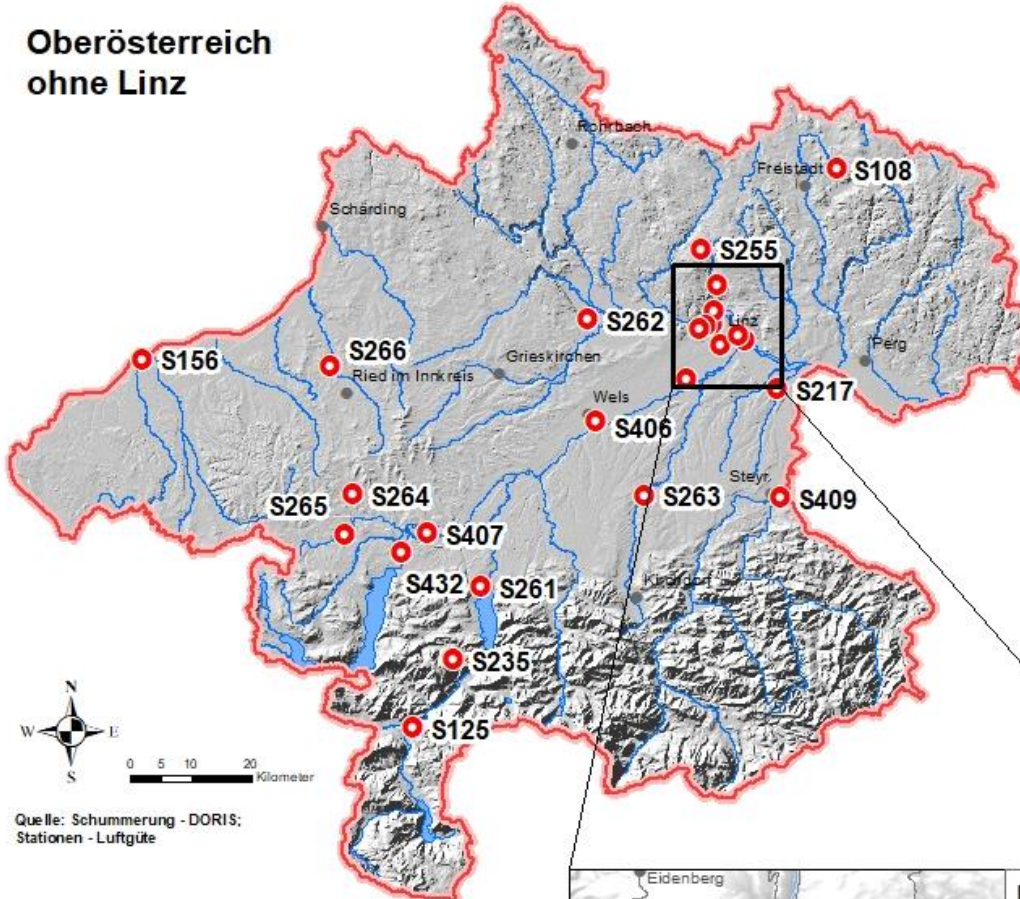 Oberösterreich
ohne Linz
Rohrbach
Freistadt
S108
Schärding
S255
S262
Linz
S156
S266
Grieskirchen
Perg
Ried im Innkreis
S217
Wels
S406
S265
S264
S263
Steyr
S409
S407
S432
S261
Kirchdorf
S235
N
W
E
S
S125
0 5 10 20
Kilometer
Quelle: Schummerung - DORIS;
Stationen - Luftgüte
Eidenberg